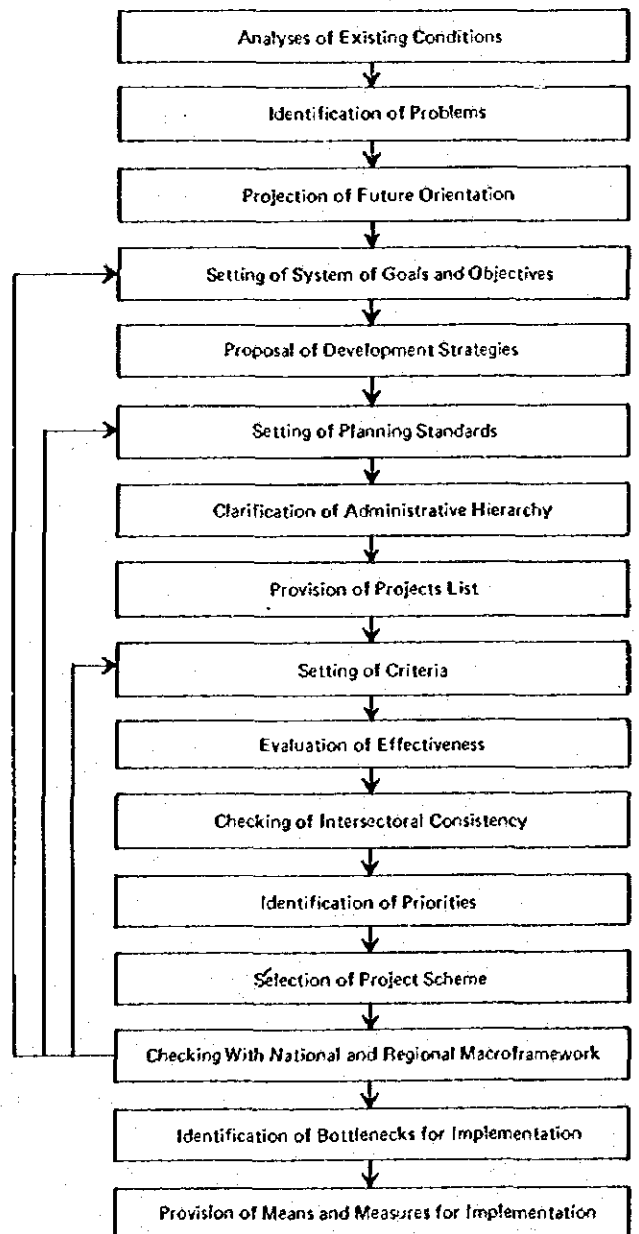 Analyses of Existing Conditions
Identification of Problems
Projection of Future Orientation
Setting of System of Goals and Objectives
Proposal of Development Strategies
Setting of Planning Standards
Clarification of Administrative Hierarchy
Provision of Projects List
Setting of Criteria
Evaluation of Effectiveness
Checking of Intersectoral Consistency
Identification of Priorities
Selection of Project Scheme
Checking With National and Regional Macroframework
Identification of Bottlenecks for Implementation
Provision of Means and Measures for Implementation